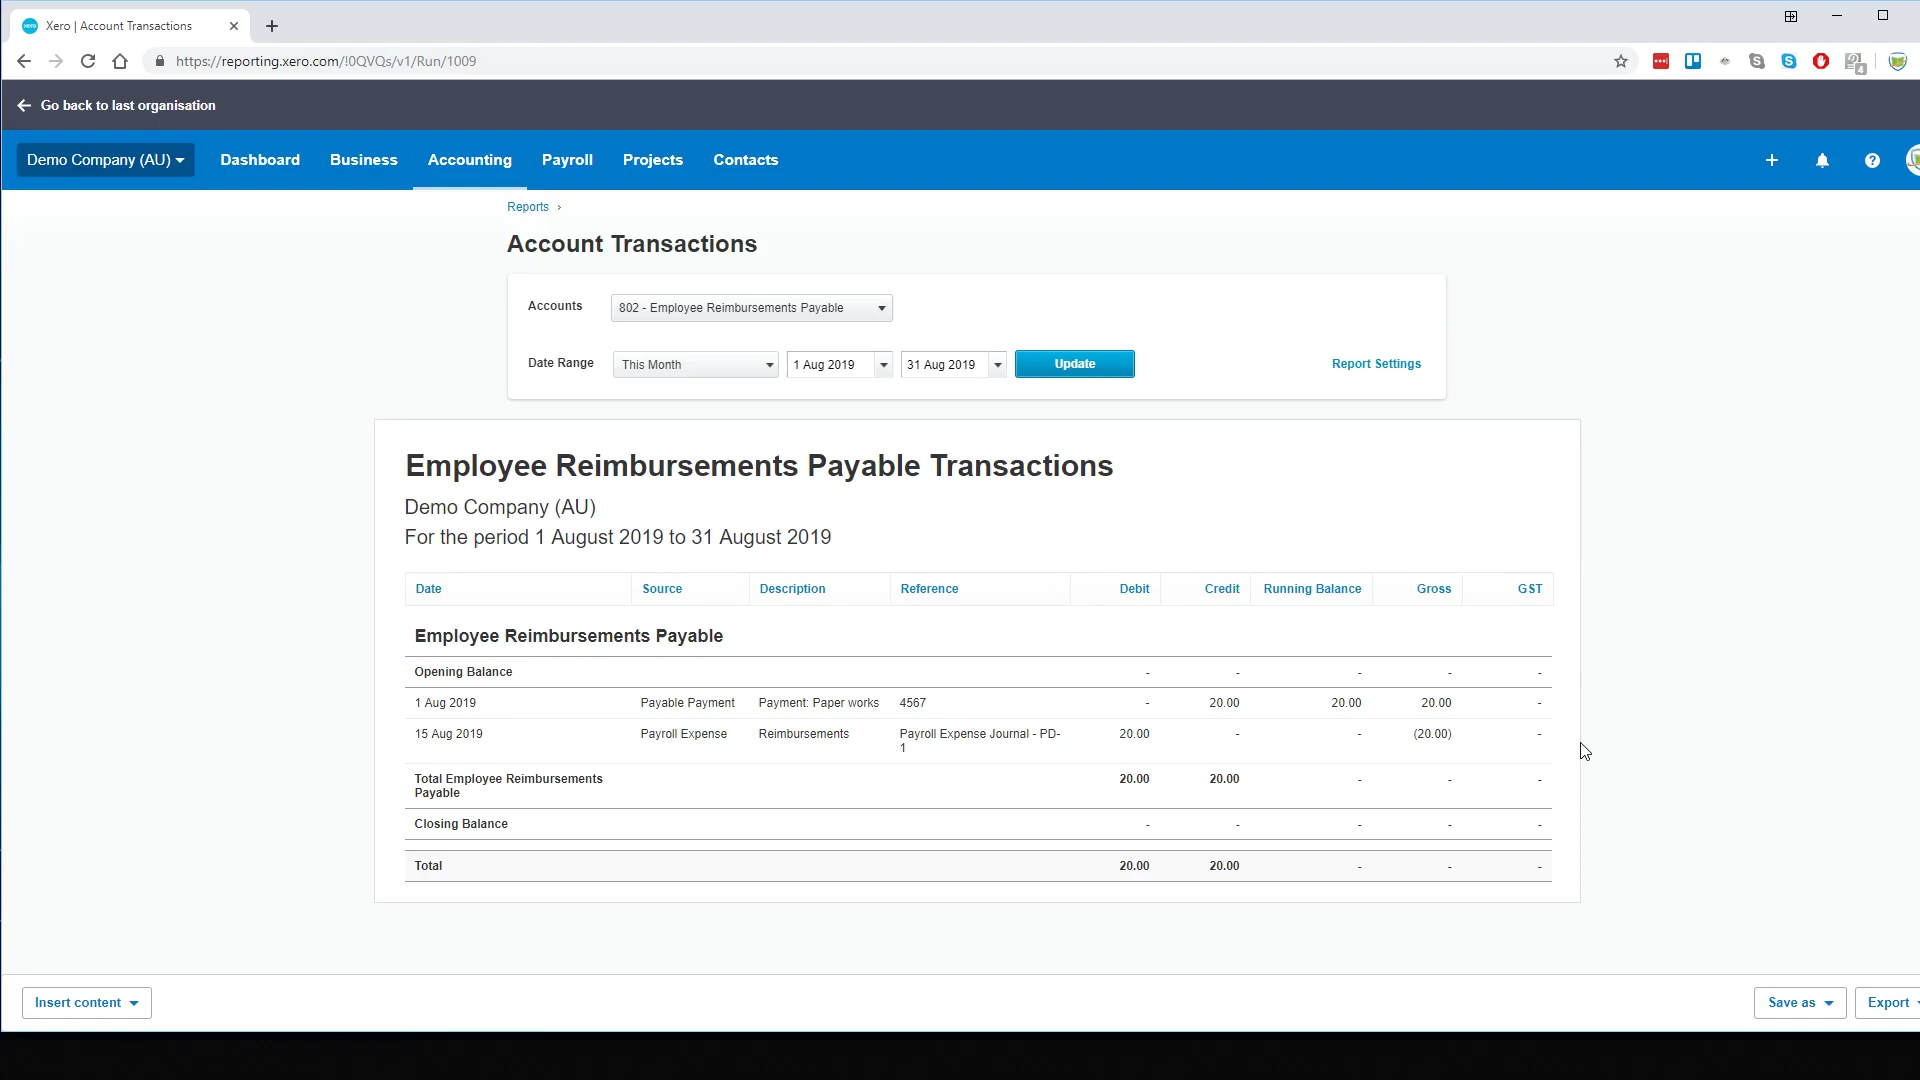 Xero | Account Transactions
https://reporting.xero.com/!0QVQs/v1/Run/1009
4
Go back to last organisation
Demo Company (AU) Dashboard Business Accounting Payroll Projects Contacts
Reports ›
Account Transactions
Accounts 802 - Employee Reimbursements Payable
Date Range This Month 1 Aug 2019 31 Aug 2019 Update Report Settings
Employee Reimbursements Payable Transactions
Demo Company (AU)
For the period 1 August 2019 to 31 August 2019
Date Source Description Reference Debit Credit Running Balance Gross GST
Employee Reimbursements Payable
Opening Balance - - - - -
1 Aug 2019 Payable Payment Payment: Paper works 4567 - 20.00 20.00 20.00 -
15 Aug 2019 Payroll Expense Reimbursements Payroll Expense Journal - PD- 20.00 - - (20.00) -
1
Total Employee Reimbursements 20.00 20.00 - - -
Payable
Closing Balance - - - - -
Total 20.00 20.00 - - -
Insert content Save as Export